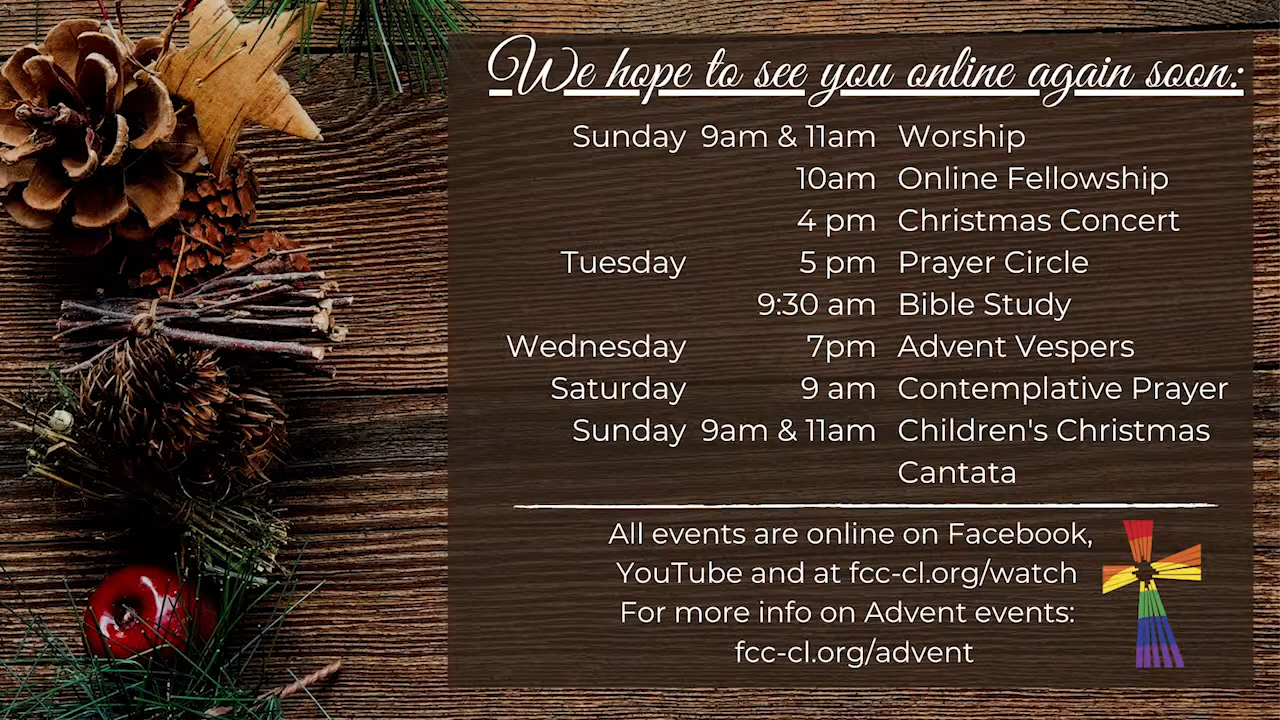 We hope to see you online again soon:
Sunday 9am & 11am Worship
10am Online Fellowship
4 pm Christmas Concert
Tuesday 5 pm Prayer Circle
9:30 am Bible Study
Wednesday 7pm Advent Vespers
Saturday 9 am Contemplative Prayer
Sunday 9am & 11am Children's Christmas
Cantata
All events are online on Facebook,
YouTube and at fcc-cl.org/watch
For more info on Advent events:
fcc-cl.org/advent